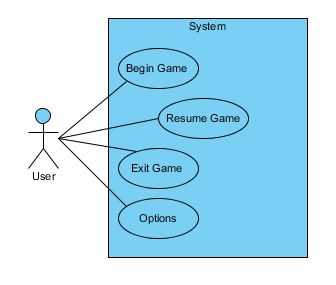 System
Begin Game
Resume Game
Exit Game
User
Options